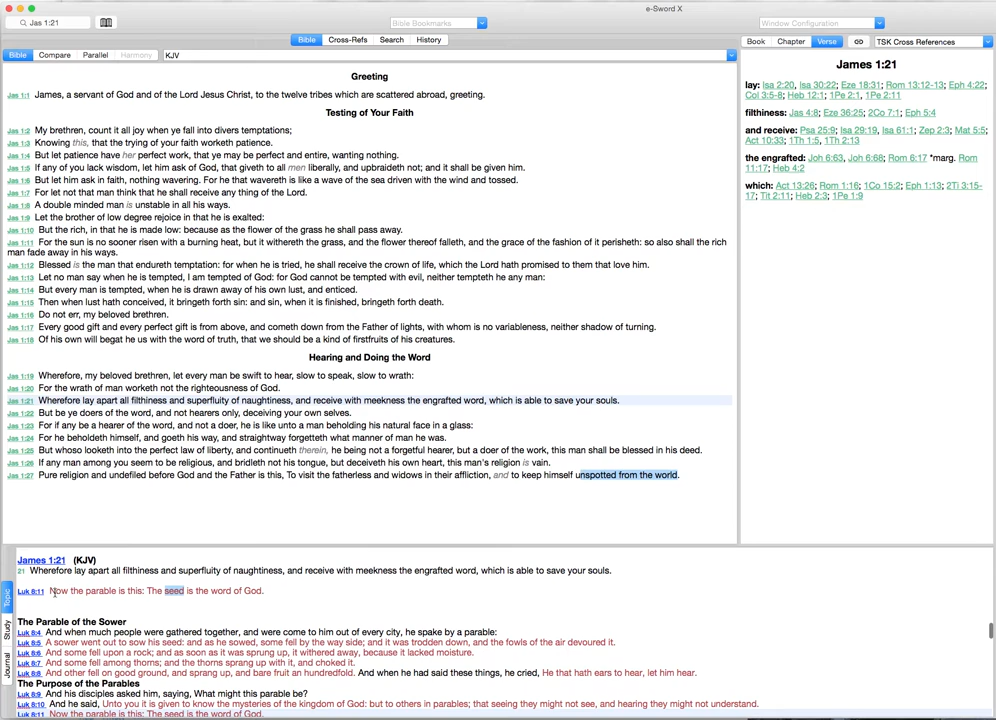 e-Sword X
Jas 1:21
Bible Bookmarks
Window Configuration
Bible Cross-Refs Search History
Bible Compare Parallel Harmony KJV
Book Chapter Verse TSK Cross References
Greeting
Jas 1:1 James, a servant of God and of the Lord Jesus Christ, to the twelve tribes which are scattered abroad, greeting.
Testing of Your Faith
Jas 1:2 My brethren, count it all joy when ye fall into divers temptations;
Jas 1:3 Knowing this, that the trying of your faith worketh patience.
Jas 1:4 But let patience have her perfect work, that ye may be perfect and entire, wanting nothing.
Jas 1:5 If any of you lack wisdom, let him ask of God, that giveth to all men liberally, and upbraideth not; and it shall be given him.
Jas 1:6 But let him ask in faith, nothing wavering. For he that wavereth is like a wave of the sea driven with the wind and tossed.
Jas 1:7 For let not that man think that he shall receive any thing of the Lord.
Jas 1:8 A double minded man is unstable in all his ways.
Jas 1:9 Let the brother of low degree rejoice in that he is exalted:
Jas 1:10 But the rich, in that he is made low: because as the flower of the grass he shall pass away.
Jas 1:11 For the sun is no sooner risen with a burning heat, but it withereth the grass, and the flower thereof falleth, and the grace of the fashion of it perisheth: so also shall the rich
man fade away in his ways.
Jas 1:12 Blessed is the man that endureth temptation: for when he is tried, he shall receive the crown of life, which the Lord hath promised to them that love him.
Jas 1:13 Let no man say when he is tempted, I am tempted of God: for God cannot be tempted with evil, neither tempteth he any man:
Jas 1:14 But every man is tempted, when he is drawn away of his own lust, and enticed.
Jas 1:15 Then when lust hath conceived, it bringeth forth sin: and sin, when it is finished, bringeth forth death.
Jas 1:16 Do not err, my beloved brethren.
Jas 1:17 Every good gift and every perfect gift is from above, and cometh down from the Father of lights, with whom is no variableness, neither shadow of turning.
Jas 1:18 Of his own will begat he us with the word of truth, that we should be a kind of firstfruits of his creatures.
Hearing and Doing the Word
Jas 1:19 Wherefore, my beloved brethren, let every man be swift to hear, slow to speak, slow to wrath:
Jas 1:20 For the wrath of man worketh not the righteousness of God.
Jas 1:21 Wherefore lay apart all filthiness and superfluity of naughtiness, and receive with meekness the engrafted word, which is able to save your souls.
Jas 1:22 But be ye doers of the word, and not hearers only, deceiving your own selves.
Jas 1:23 For if any be a hearer of the word, and not a doer, he is like unto a man beholding his natural face in a glass:
Jas 1:24 For he beholdeth himself, and goeth his way, and straightway forgetteth what manner of man he was.
Jas 1:25 But whoso looketh into the perfect law of liberty, and continueth therein, he being not a forgetful hearer, but a doer of the work, this man shall be blessed in his deed.
Jas 1:26 If any man among you seem to be religious, and bridleth not his tongue, but deceiveth his own heart, this man's religion is vain.
Jas 1:27 Pure religion and undefiled before God and the Father is this, To visit the fatherless and widows in their affliction, and to keep himself unspotted from the world.
James 1:21
lay: Isa 2:20, Isa 30:22; Eze 18:31; Rom 13:12-13; Eph 4:22;
Col 3:5-8; Heb 12:1; 1Pe 2:1, 1Pe 2:11
filthiness: Jas 4:8; Eze 36:25; 2Co 7:1; Eph 5:4
and receive: Psa 25:9; Isa 29:19, Isa 61:1; Zep 2:3; Mat 5:5;
Act 10:33; 1Th 1:5, 1Th 2:13
the engrafted: Joh 6:63, Joh 6:68; Rom 6:17 *marg. Rom
11:17; Heb 4:2
which: Act 13:26; Rom 1:16; 1Co 15:2; Eph 1:13; 2Ti 3:15-
17; Tit 2:11; Heb 2:3; 1Pe 1:9
Topic
Study
Journal
James 1:21 (KJV)
21 Wherefore lay apart all filthiness and superfluity of naughtiness, and receive with meekness the engrafted word, which is able to save your souls.
Luk 8:11 Now the parable is this: The seed is the word of God.
The Parable of the Sower
Luk 8:4 And when much people were gathered together, and were come to him out of every city, he spake by a parable:
Luk 8:5 A sower went out to sow his seed: and as he sowed, some fell by the way side; and it was trodden down, and the fowls of the air devoured it.
Luk 8:6 And some fell upon a rock; and as soon as it was sprung up, it withered away, because it lacked moisture.
Luk 8:7 And some fell among thorns; and the thorns sprang up with it, and choked it.
Luk 8:8 And other fell on good ground, and sprang up, and bare fruit an hundredfold. And when he had said these things, he cried, He that hath ears to hear, let him hear.
The Purpose of the Parables
Luk 8:9 And his disciples asked him, saying, What might this parable be?
Luk 8:10 And he said, Unto you it is given to know the mysteries of the kingdom of God: but to others in parables; that seeing they might not see, and hearing they might not understand.
Luk 8:11 Now the parable is this: The seed is the word of God.